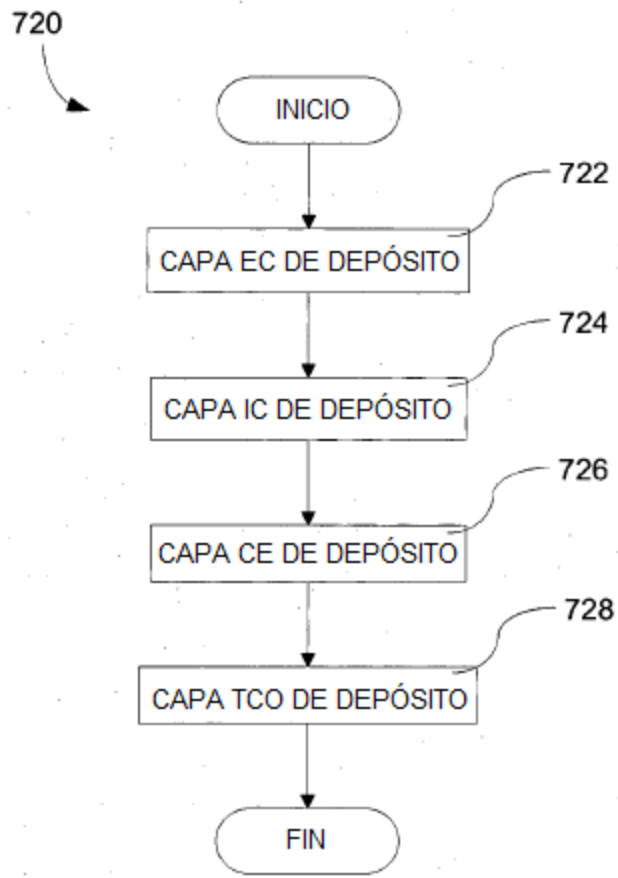 720
INICIO
722
CAPA EC DE DEPÓSITO
724
CAPA IC DE DEPÓSITO
726
CAPA CE DE DEPÓSITO
728
CAPA TCO DE DEPÓSITO
FIN